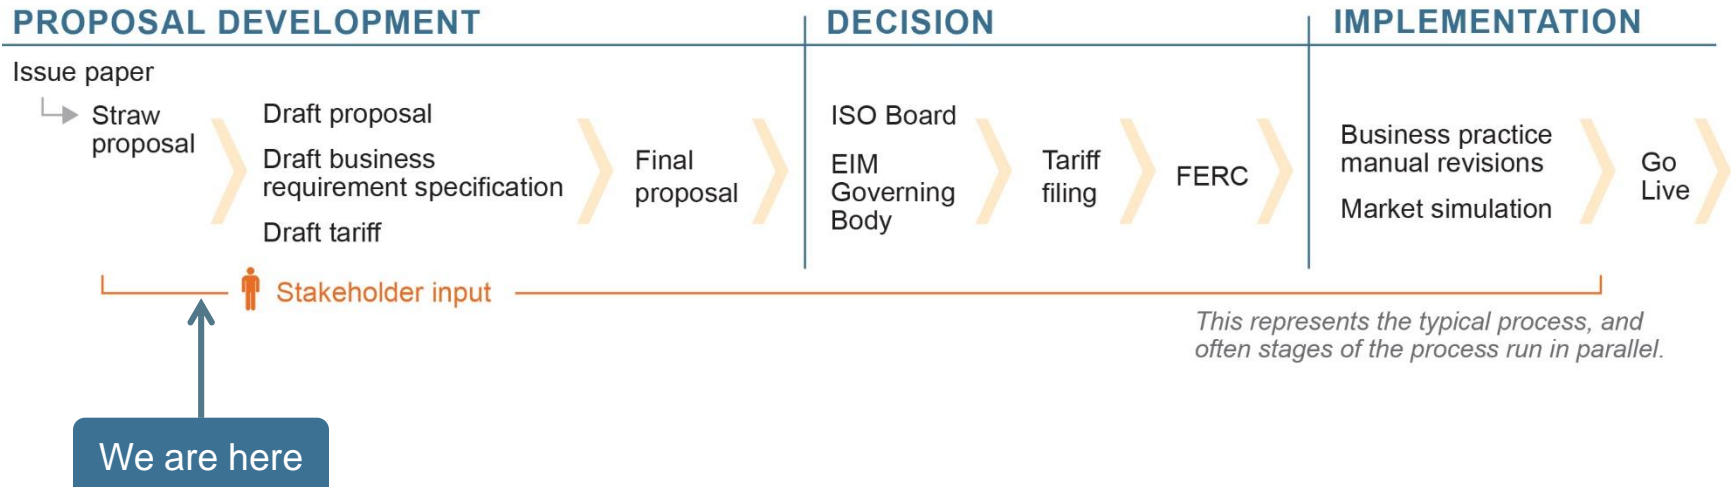 PROPOSAL DEVELOPMENT
DECISION
IMPLEMENTATION
Issue paper
Straw
proposal
Draft proposal
Draft business
requirement specification
Draft tariff
Final
proposal
ISO Board
EIM
Governing
Body
Tariff
filing
FERC
Business practice
manual revisions
Market simulation
Go
Live
Stakeholder input
This represents the typical process, and
often stages of the process run in parallel.
We are here